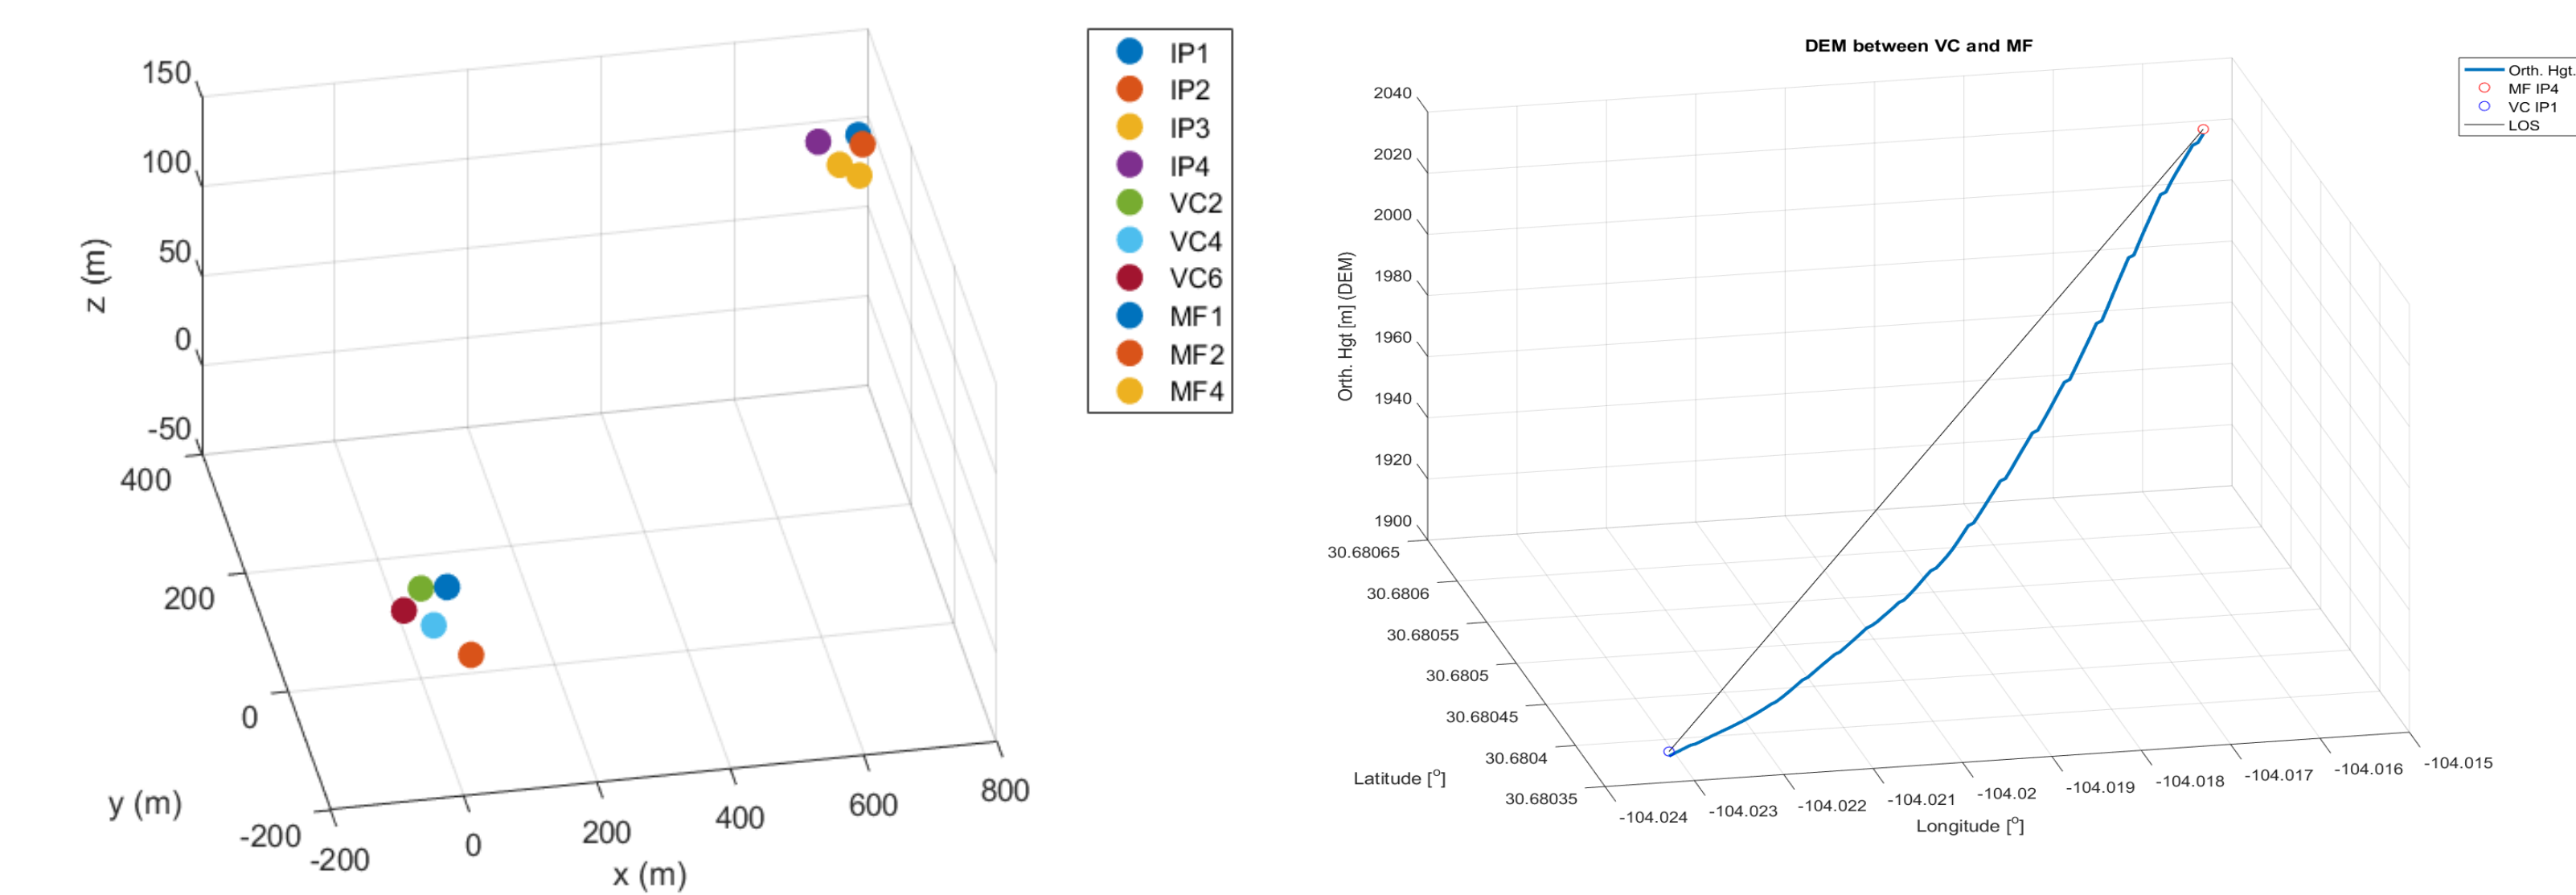 150
100
50
0
-50
z (m)
400
200
0
-200
y (m)
-200
0
200
400
600
800
x (m)
IP1
IP2
IP3
IP4
VC2
VC4
VC6
MF1
MF2
MF4
DEM between VC and MF
2040
2020
2000
1980
1960
1940
1920
1900
Orth. Hgt [m] (DEM)
30.68065
30.6806
30.68055
30.6805
30.68045
30.6804
30.68035
Latitude [°]
-104.024
-104.023
-104.022
-104.021
-104.02
-104.019
-104.018
-104.017
-104.016
-104.015
Longitude [°]
Orth. Hgt.
MF IP4
VC IP1
LOS